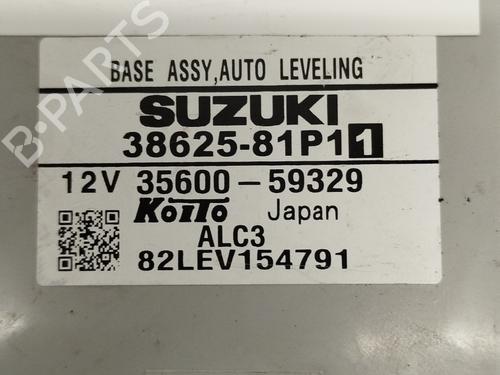 B-PARTS
BASE ASSY,AUTO LEVELING
SUZUKI
38625-81P11
12V 35600-59329
KOITO Japan
ALC3
82LEV154791